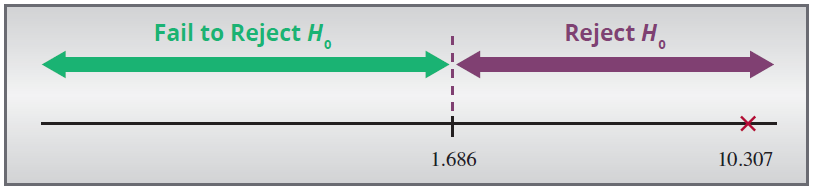 Fail to Reject H₀ Reject H₀
1.686 10.307